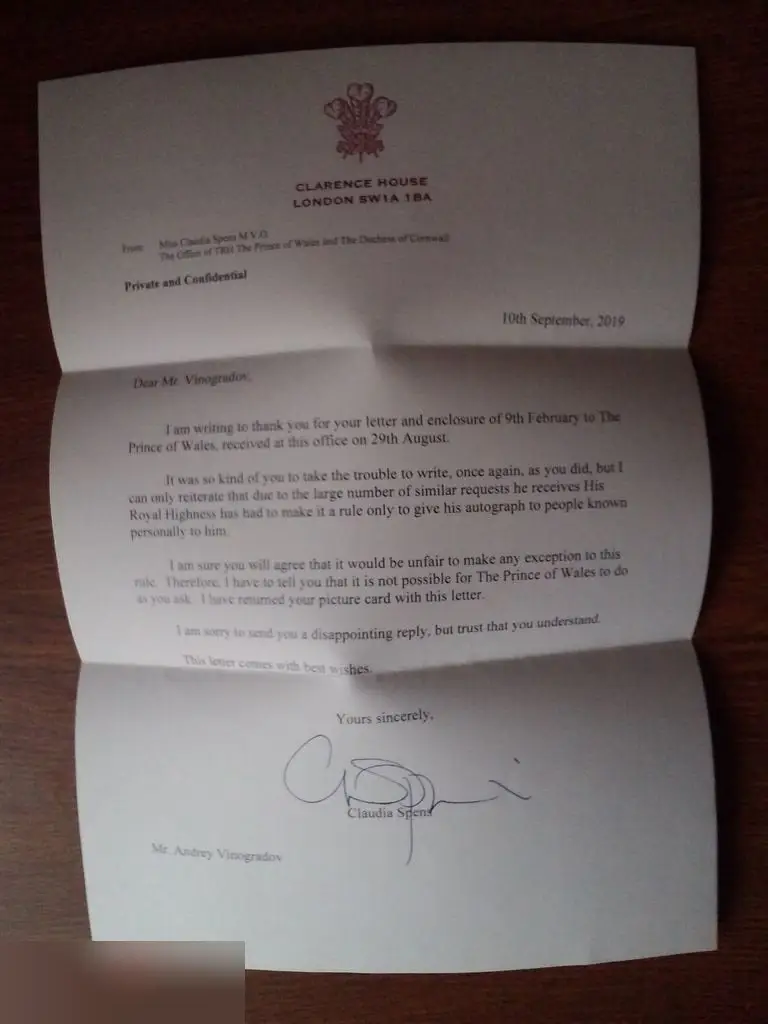 CLARENCE HOUSE
LONDON SW1A 1BA
From: Miss Claudia Spens M.V.O.
The Office of TRH The Prince of Wales and The Duchess of Cornwall
Private and Confidential
10th September, 2019
Dear Mr. Vinogradov,
I am writing to thank you for your letter and enclosure of 9th February to The
Prince of Wales, received at this office on 29th August.
It was so kind of you to take the trouble to write, once again, as you did, but I
can only reiterate that due to the large number of similar requests he receives His
Royal Highness has had to make it a rule only to give his autograph to people known
personally to him.
I am sure you will agree that it would be unfair to make any exception to this
rule. Therefore, I have to tell you that it is not possible for The Prince of Wales to do
as you ask. I have returned your picture card with this letter.
I am sorry to send you a disappointing reply, but trust that you understand.
This letter comes with best wishes.
Yours sincerely,
Claudia Spens
Mr. Andrey Vinogradov